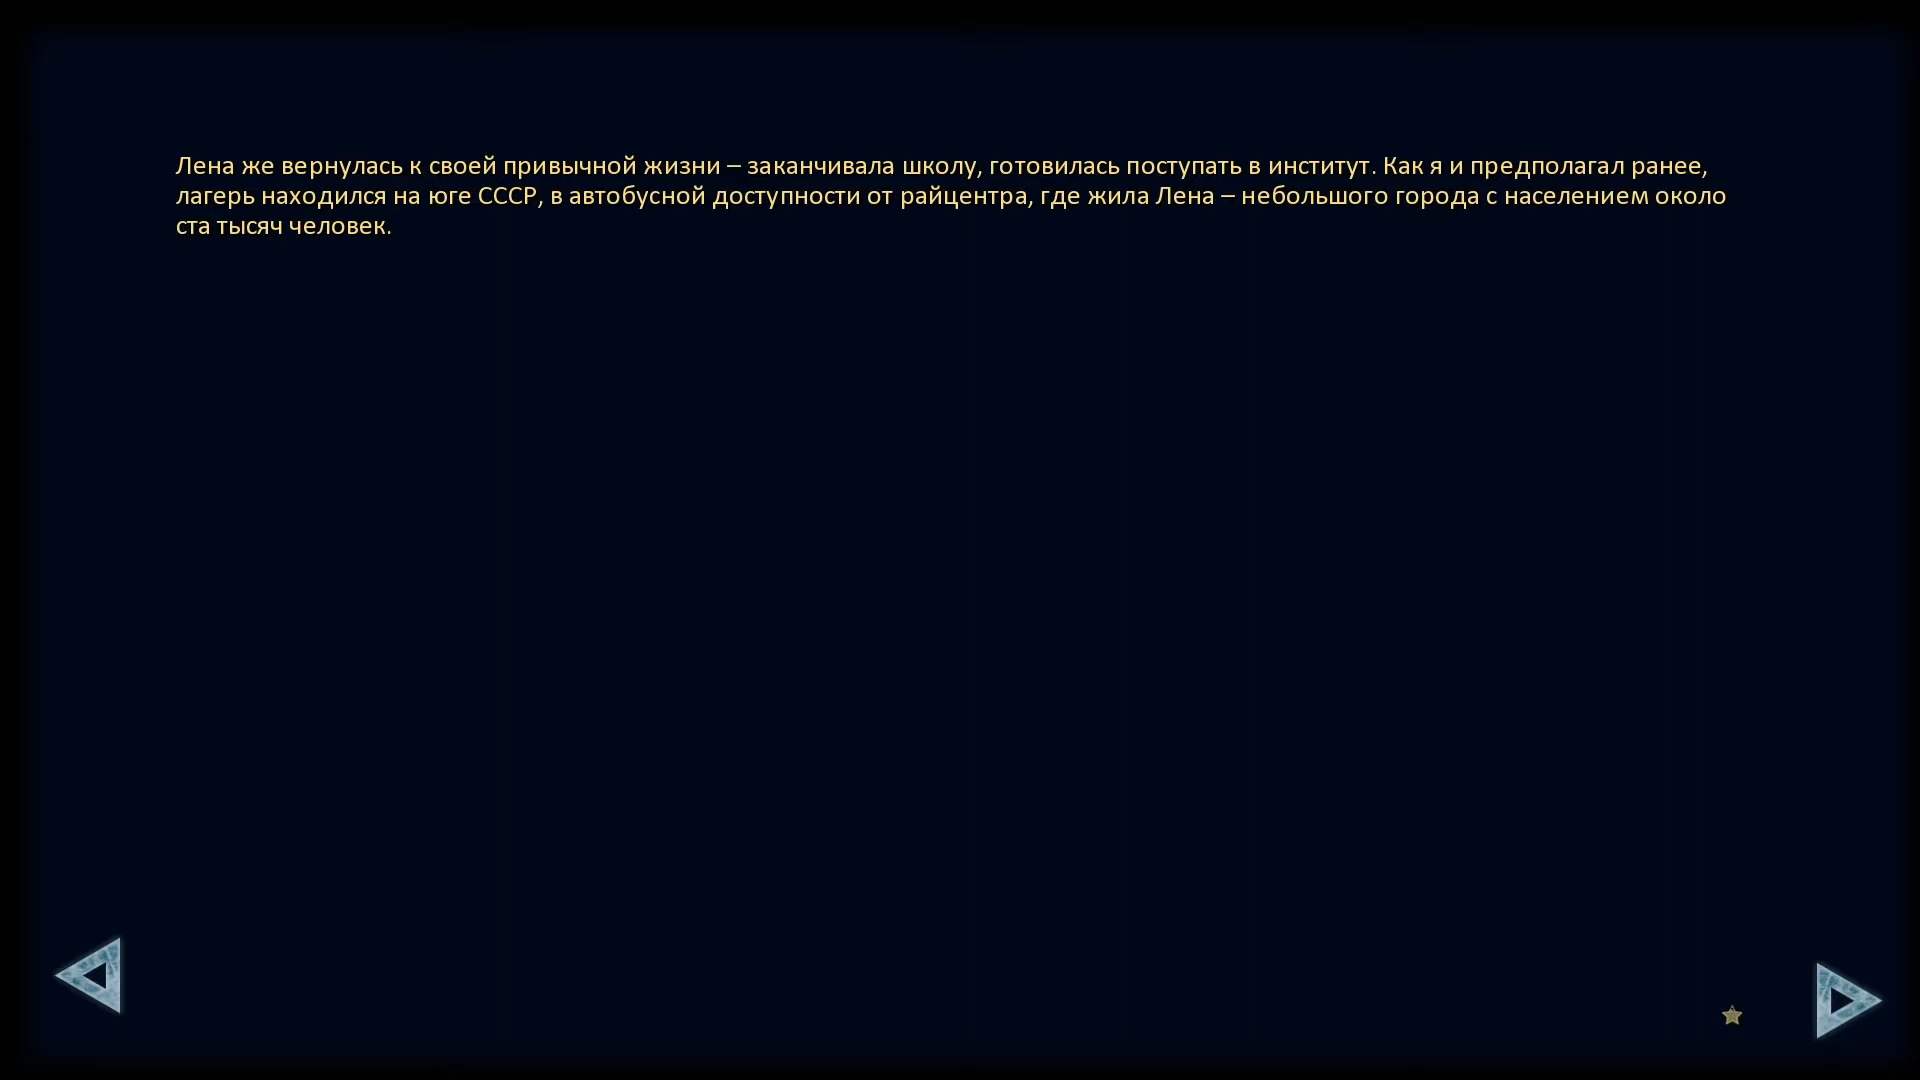 Лена же вернулась к своей привычной жизни – заканчивала школу, готовилась поступать в институт. Как я и предполагал ранее,
лагерь находился на юге СССР, в автобусной доступности от райцентра, где жила Лена – небольшого города с населением около
ста тысяч человек.